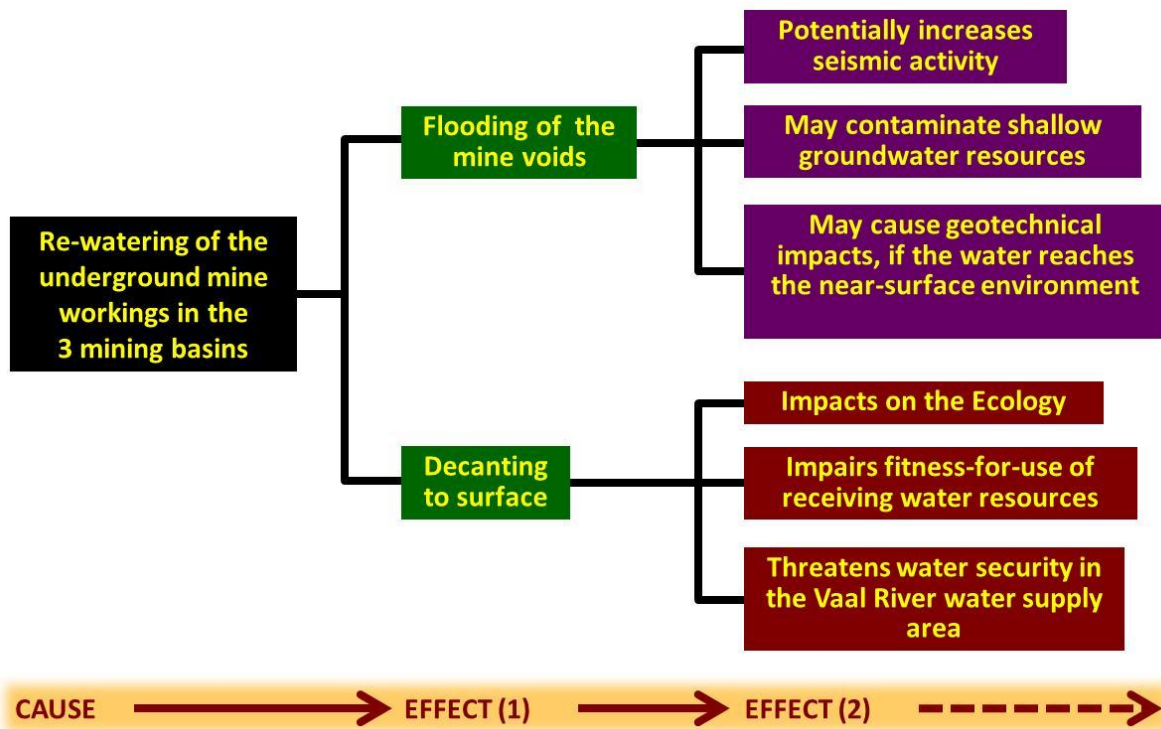 Re-watering of the
underground mine
workings in the
3 mining basins
Flooding of the
mine voids
Potentially increases
seismic activity
May contaminate shallow
groundwater resources
May cause geotechnical
impacts, if the water reaches
the near-surface environment
Decanting
to surface
Impacts on the Ecology
Impairs fitness-for-use of
receiving water resources
Threatens water security in
the Vaal River water supply
area
CAUSE EFFECT (1) EFFECT (2)